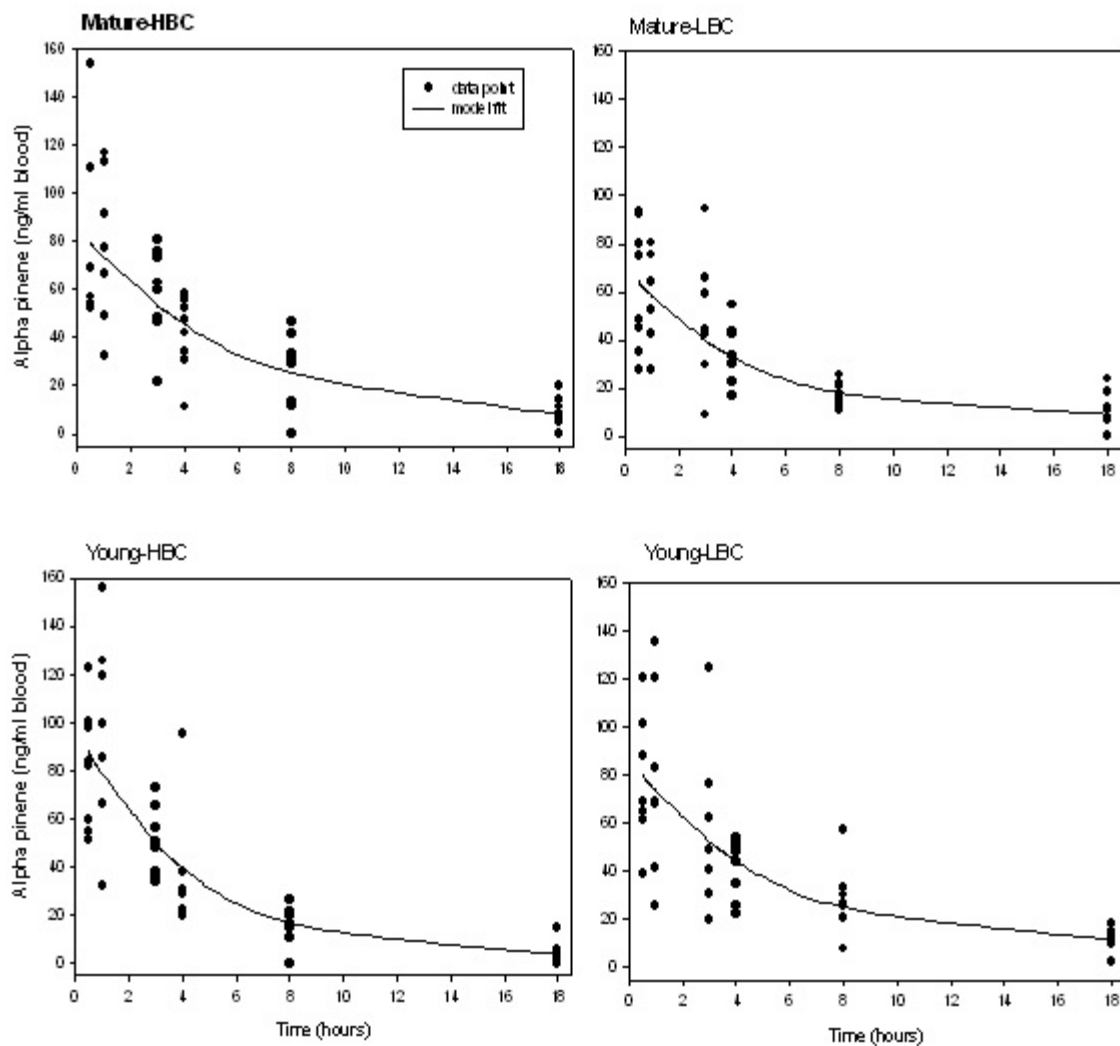 Mature-HBC
Mature-LBC
160
140
120
100
80
60
40
20
0
Alpha pinene (ng/ml blood)
data point
model fit
0 2 4 6 8 10 12 14 16 18
160
140
120
100
80
60
40
20
0
0 2 4 6 8 10 12 14 16 18
Young-HBC
Young-LBC
160
140
120
100
80
60
40
20
0
Alpha pinene (ng/ml blood)
0 2 4 6 8 10 12 14 16 18
Time (hours)
160
140
120
100
80
60
40
20
0
0 2 4 6 8 10 12 14 16 18
Time (hours)